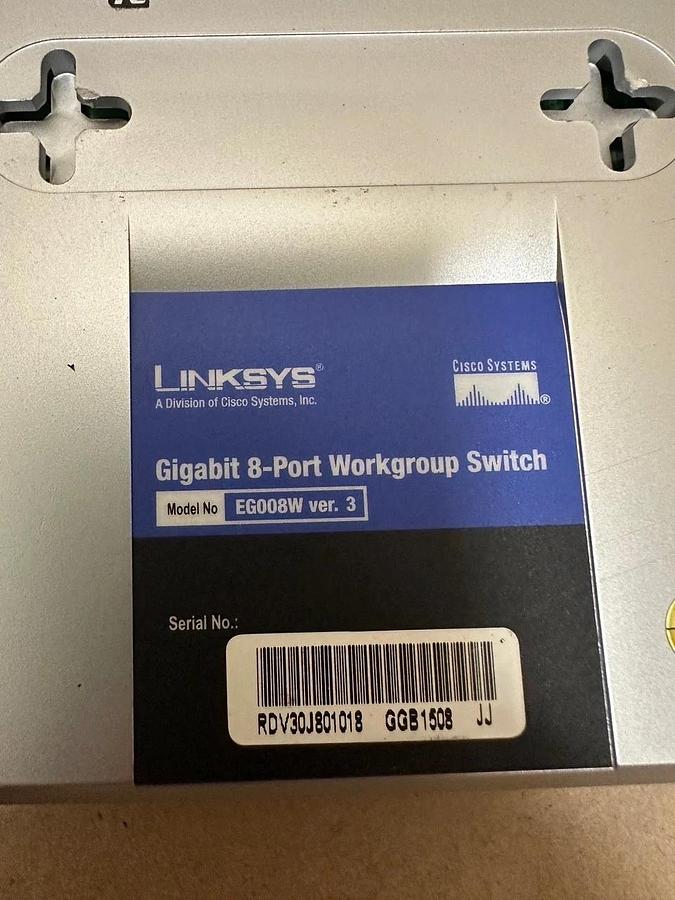 LINKSYS®
A Division of Cisco Systems, Inc.
CISCO SYSTEMS
®
Gigabit 8-Port Workgroup Switch
Model No EG008W ver. 3
Serial No.:
RDV30J801018 GGB1508 JJ